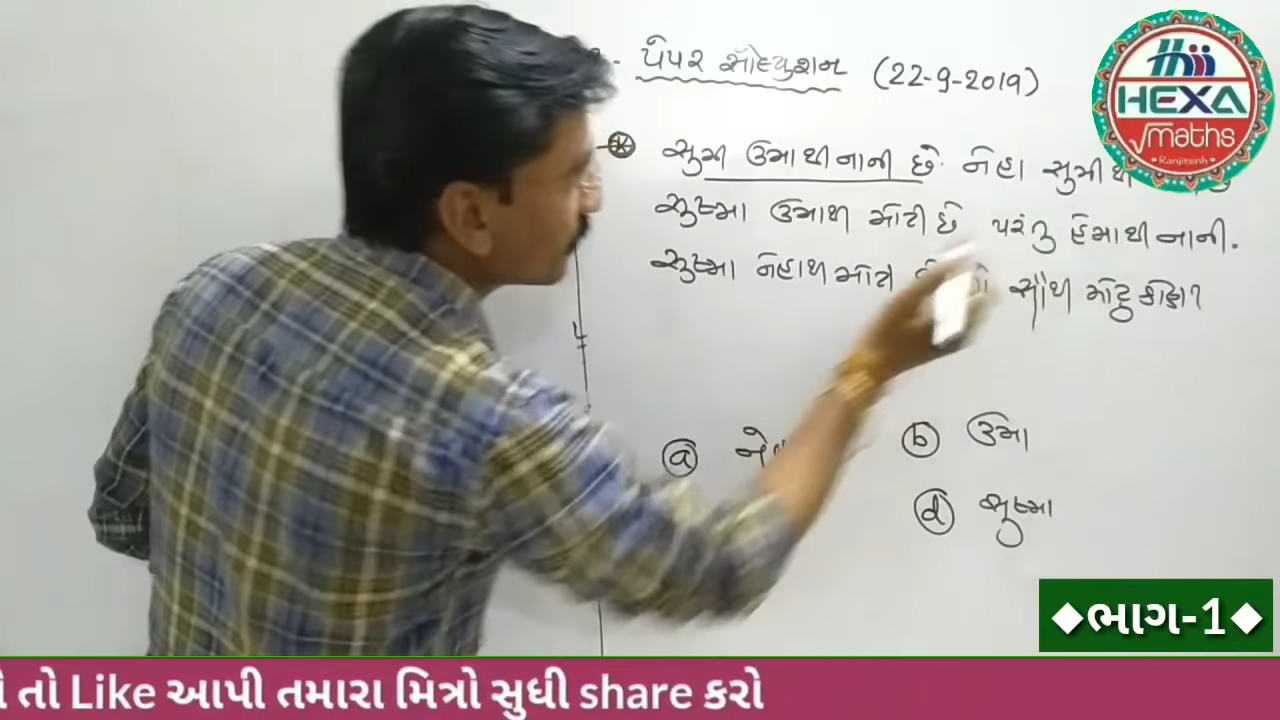 પેપર સોલ્યુશન (22-9-2019)
સુમી ઉમાથી નાની છે. નેહા સુમીથી
સુષ્મા ઉમાથી મોટી છે પરંતુ હેમાથી નાની.
સુષ્મા નેહાથી મોટી સૌથી મોટુ કોણ?
a b ઉમા
d સુષ્મા
HEXA
maths
Ranjitsinh
◆ભાગ-1◆
તો Like આપી તમારા મિત્રો સુધી share કરો